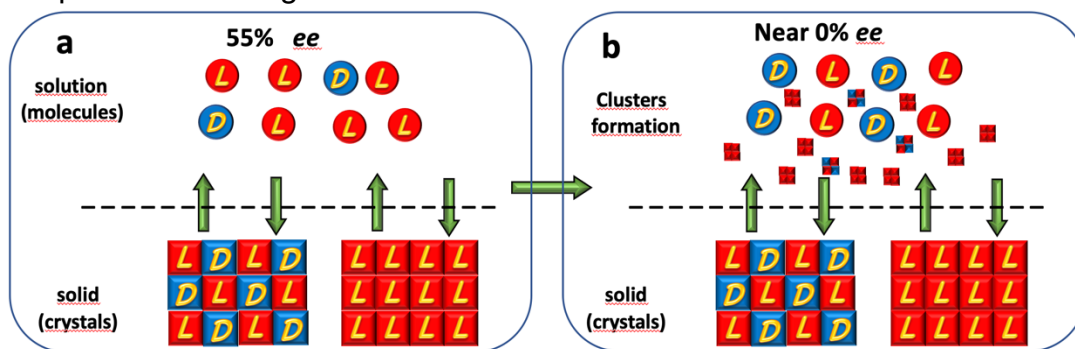 a
55% ee
solution
(molecules)
L L D L
D L L L
solid
(crystals)
L D L D
D L D L
L D L D
L L L L
L L L L
L L L L
b
Near 0% ee
Clusters
formation
D L D L
D L D L
solid
(crystals)
L D L D
D L D L
L D L D
L L L L
L L L L
L L L L